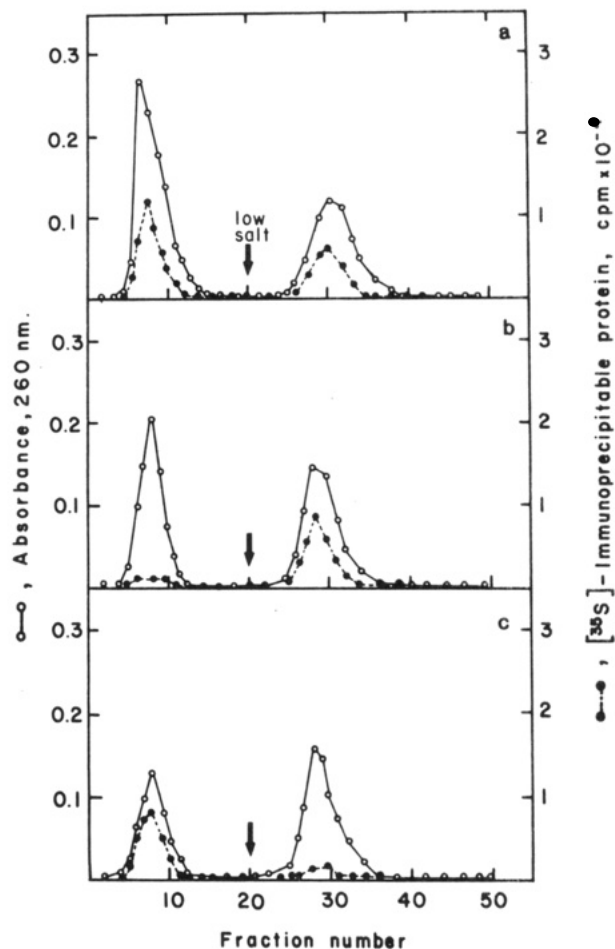 a
0.3
0.2
0.1
3
2
1
low
salt
b
0.3
0.2
0.1
3
2
1
c
0.3
0.2
0.1
3
2
1
10 20 30 40 50
Fraction number
, Absorbance, 260 nm.
, [35S]-Immunoprecipitable protein, cpm x 10-